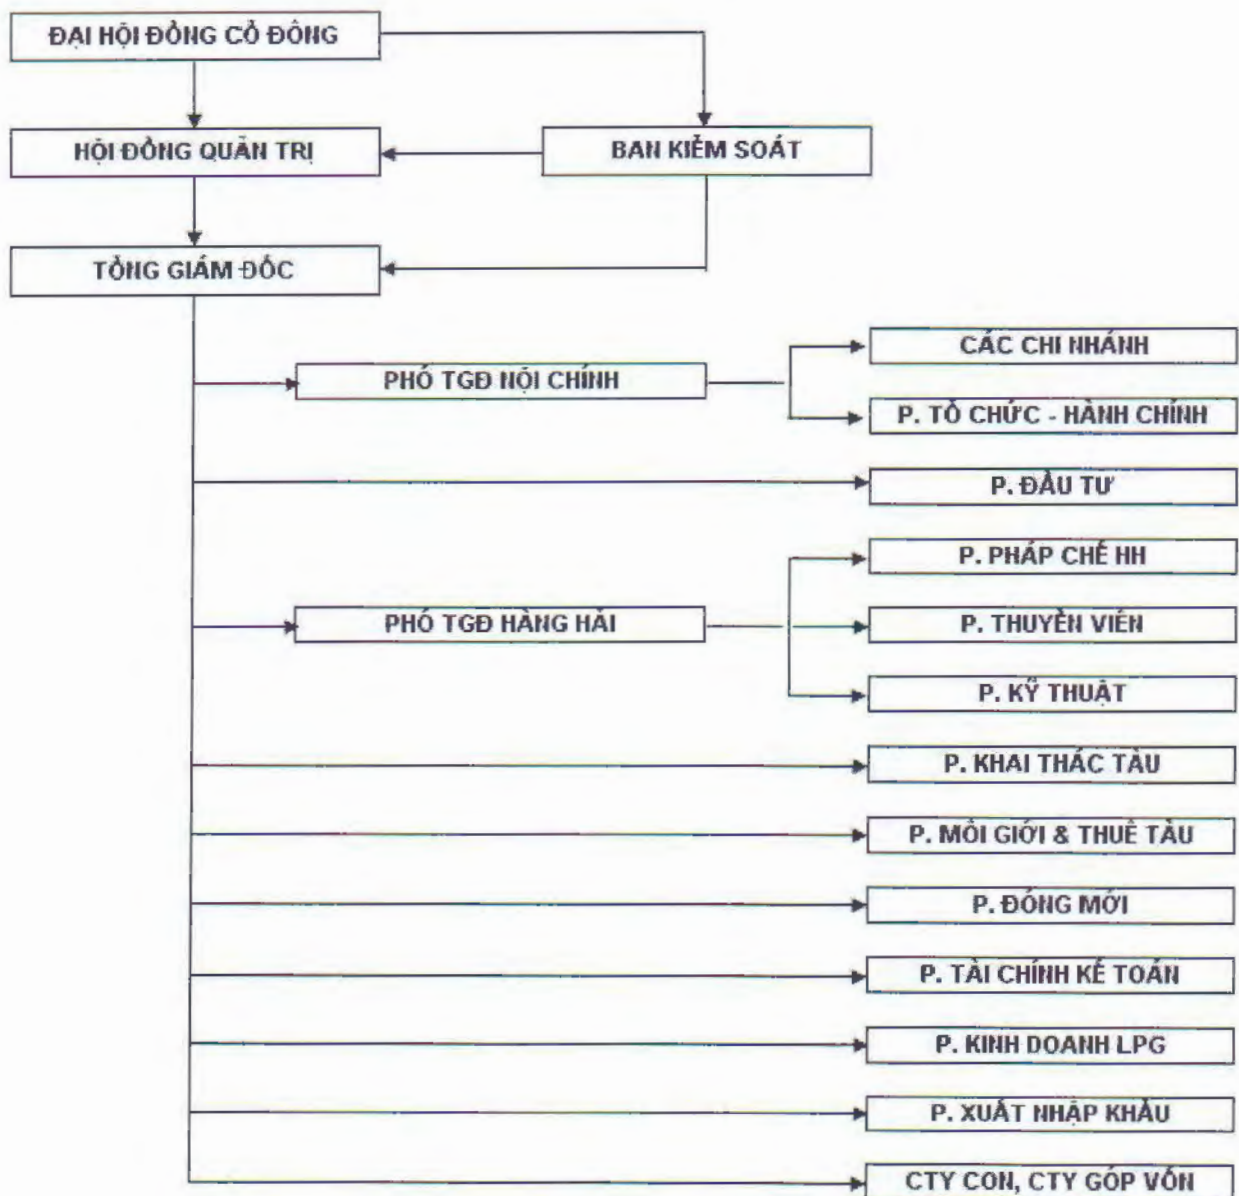 ĐẠI HỘI ĐỒNG CỔ ĐÔNG
HỘI ĐỒNG QUẢN TRỊ
BAN KIỂM SOÁT
TỔNG GIÁM ĐỐC
CÁC CHI NHÁNH
PHÓ TGĐ NỘI CHÍNH
P. TỔ CHỨC - HÀNH CHÍNH
P. ĐẦU TƯ
P. PHÁP CHẾ HH
PHÓ TGĐ HÀNG HẢI
P. THUYỀN VIÊN
P. KỸ THUẬT
P. KHAI THÁC TÀU
P. MÔI GIỚI & THUÊ TÀU
P. ĐÓNG MỚI
P. TÀI CHÍNH KẾ TOÁN
P. KINH DOANH LPG
P. XUẤT NHẬP KHẨU
CTY CON, CTY GÓP VỐN